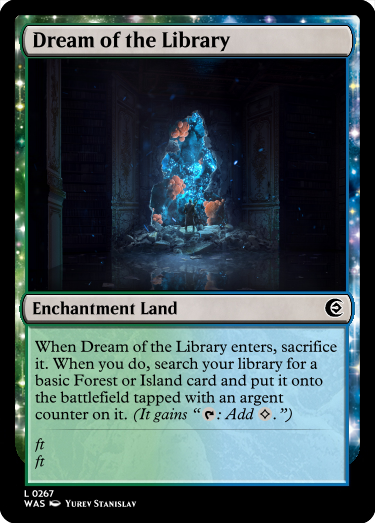 Dream of the Library
Enchantment Land
When Dream of the Library enters, sacrifice
it. When you do, search your library for a
basic Forest or Island card and put it onto
the battlefield tapped with an argent
counter on it. (It gains “: Add .”)
ft
ft
L 0267
WAS Yurev Stanislav